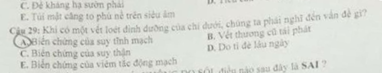 C. Đề kháng hạ sườn phải
E. Túi mật căng to phù nề trên siêu âm
Câu 29: Khi có một vết loét dinh dưỡng của chi dưới, chúng ta phải nghĩ đến vấn đề gì?
A. Biến chứng của suy tĩnh mạch
B. Vết thương cũ tái phát
C. Biến chứng của suy thận
D. Do tì đè lâu ngày
E. Biến chứng của viêm tắc động mạch
điều nào sau đây là SAI ?